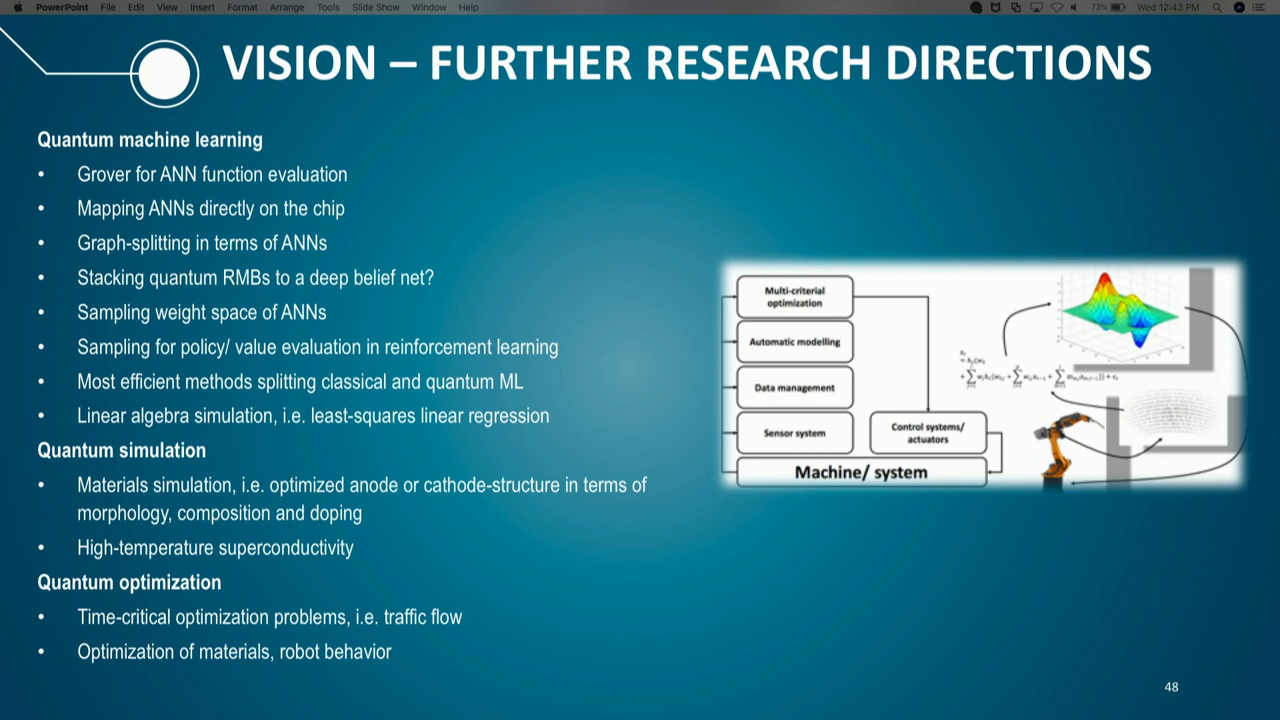 PowerPoint File Edit View Insert Format Arrange Tools Slide Show Window Help 73% Wed 12:43 PM
VISION – FURTHER RESEARCH DIRECTIONS
Quantum machine learning
• Grover for ANN function evaluation
• Mapping ANNs directly on the chip
• Graph-splitting in terms of ANNs
• Stacking quantum RMBs to a deep belief net?
• Sampling weight space of ANNs
• Sampling for policy/ value evaluation in reinforcement learning
• Most efficient methods splitting classical and quantum ML
• Linear algebra simulation, i.e. least-squares linear regression
Quantum simulation
• Materials simulation, i.e. optimized anode or cathode-structure in terms of
morphology, composition and doping
• High-temperature superconductivity
Quantum optimization
• Time-critical optimization problems, i.e. traffic flow
• Optimization of materials, robot behavior
Multi-criterial
optimization
Automatic modelling
Data management
Sensor system
Control systems/
actuators
Machine/ system
48